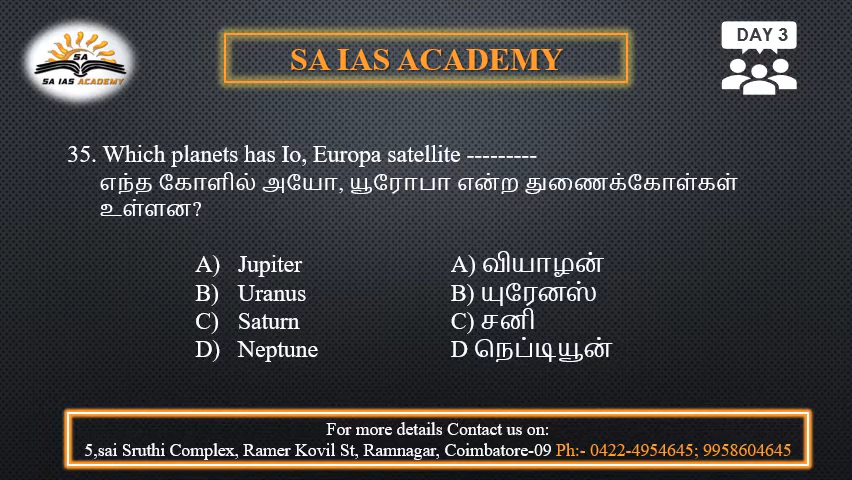 SA
SA IAS ACADEMY
SA IAS ACADEMY
DAY 3
35. Which planets has Io, Europa satellite ---------
எந்த கோளில் அயோ, யூரோபா என்ற துணைக்கோள்கள்
உள்ளன?
A) Jupiter A) வியாழன்
B) Uranus B) யுரேனஸ்
C) Saturn C) சனி
D) Neptune D நெப்டியூன்
For more details Contact us on:
5,sai Sruthi Complex, Ramer Kovil St, Ramnagar, Coimbatore-09 Ph:- 0422-4954645; 9958604645